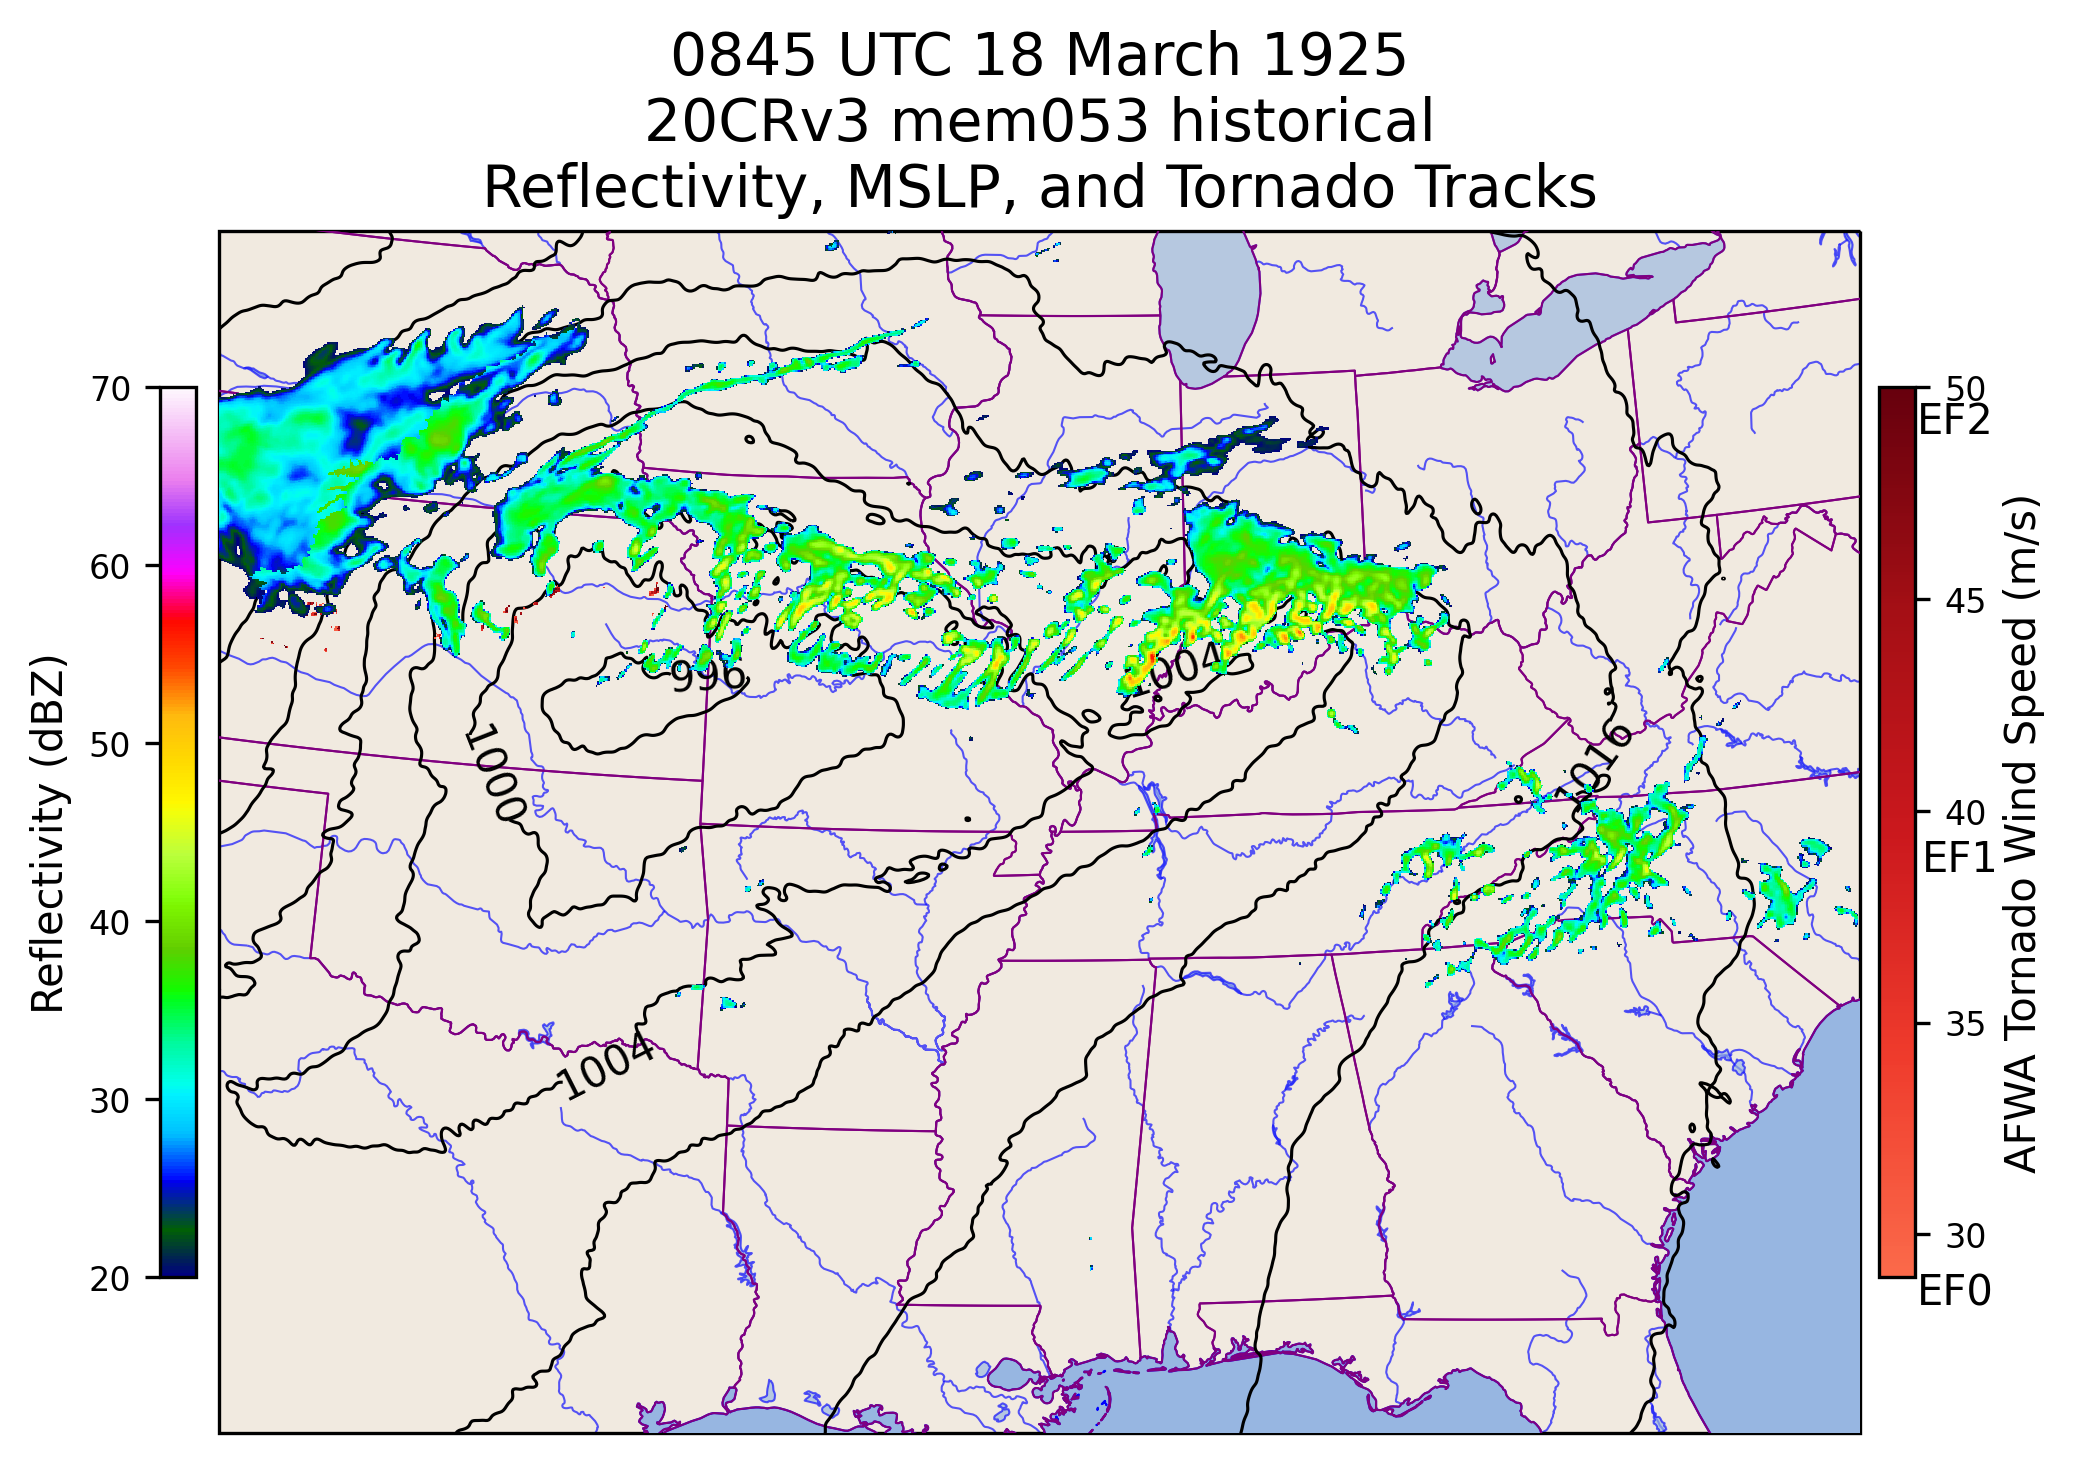 0845 UTC 18 March 1925
20CRv3 mem053 historical
Reflectivity, MSLP, and Tornado Tracks
Reflectivity (dBZ)
70
60
50
40
30
20
996
1000
1004
1004
1016
50
EF2
45
40
EF1
35
30
EF0
AFWA Tornado Wind Speed (m/s)